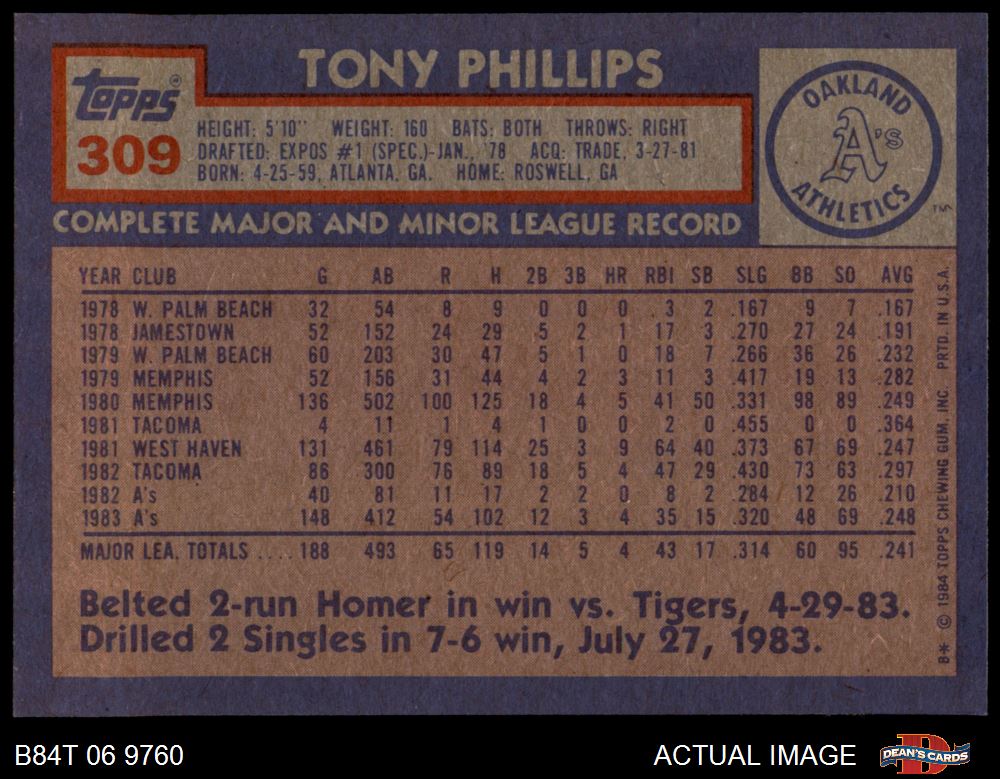 TONY PHILLIPS
Topps®
309
HEIGHT: 5'10" WEIGHT: 160 BATS: BOTH THROWS: RIGHT
DRAFTED: EXPOS #1 (SPEC.)-JAN., '78 ACQ: TRADE, 3-27-81
BORN: 4-25-59, ATLANTA, GA. HOME: ROSWELL, GA
OAKLAND
A's
ATHLETICS
TM
COMPLETE MAJOR AND MINOR LEAGUE RECORD
YEAR CLUB G AB R H 2B 3B HR RBI SB SLG BB SO AVG
1978 W. PALM BEACH 32 54 8 9 0 0 0 3 2 .167 9 7 .167
1978 JAMESTOWN 52 152 24 29 5 2 1 17 3 .270 27 24 .191
1979 W. PALM BEACH 60 203 30 47 5 1 0 18 7 .266 36 26 .232
1979 MEMPHIS 52 156 31 44 4 2 3 11 3 .417 19 13 .282
1980 MEMPHIS 136 502 100 125 18 4 5 41 50 .331 98 89 .249
1981 TACOMA 4 11 1 4 1 0 0 2 0 .455 0 0 .364
1981 WEST HAVEN 131 461 79 114 25 3 9 64 40 .373 67 69 .247
1982 TACOMA 86 300 76 89 18 5 4 47 29 .430 73 63 .297
1982 A's 40 81 11 17 2 2 0 8 2 .284 12 26 .210
1983 A's 148 412 54 102 12 3 4 35 15 .320 48 69 .248
MAJOR LEA. TOTALS .... 188 493 65 119 14 5 4 43 17 .314 60 95 .241
Belted 2-run Homer in win vs. Tigers, 4-29-83.
Drilled 2 Singles in 7-6 win, July 27, 1983.
B* © 1984 TOPPS CHEWING GUM, INC. PRTD. IN U.S.A.
B84T 06 9760
ACTUAL IMAGE
DEAN'S CARDS